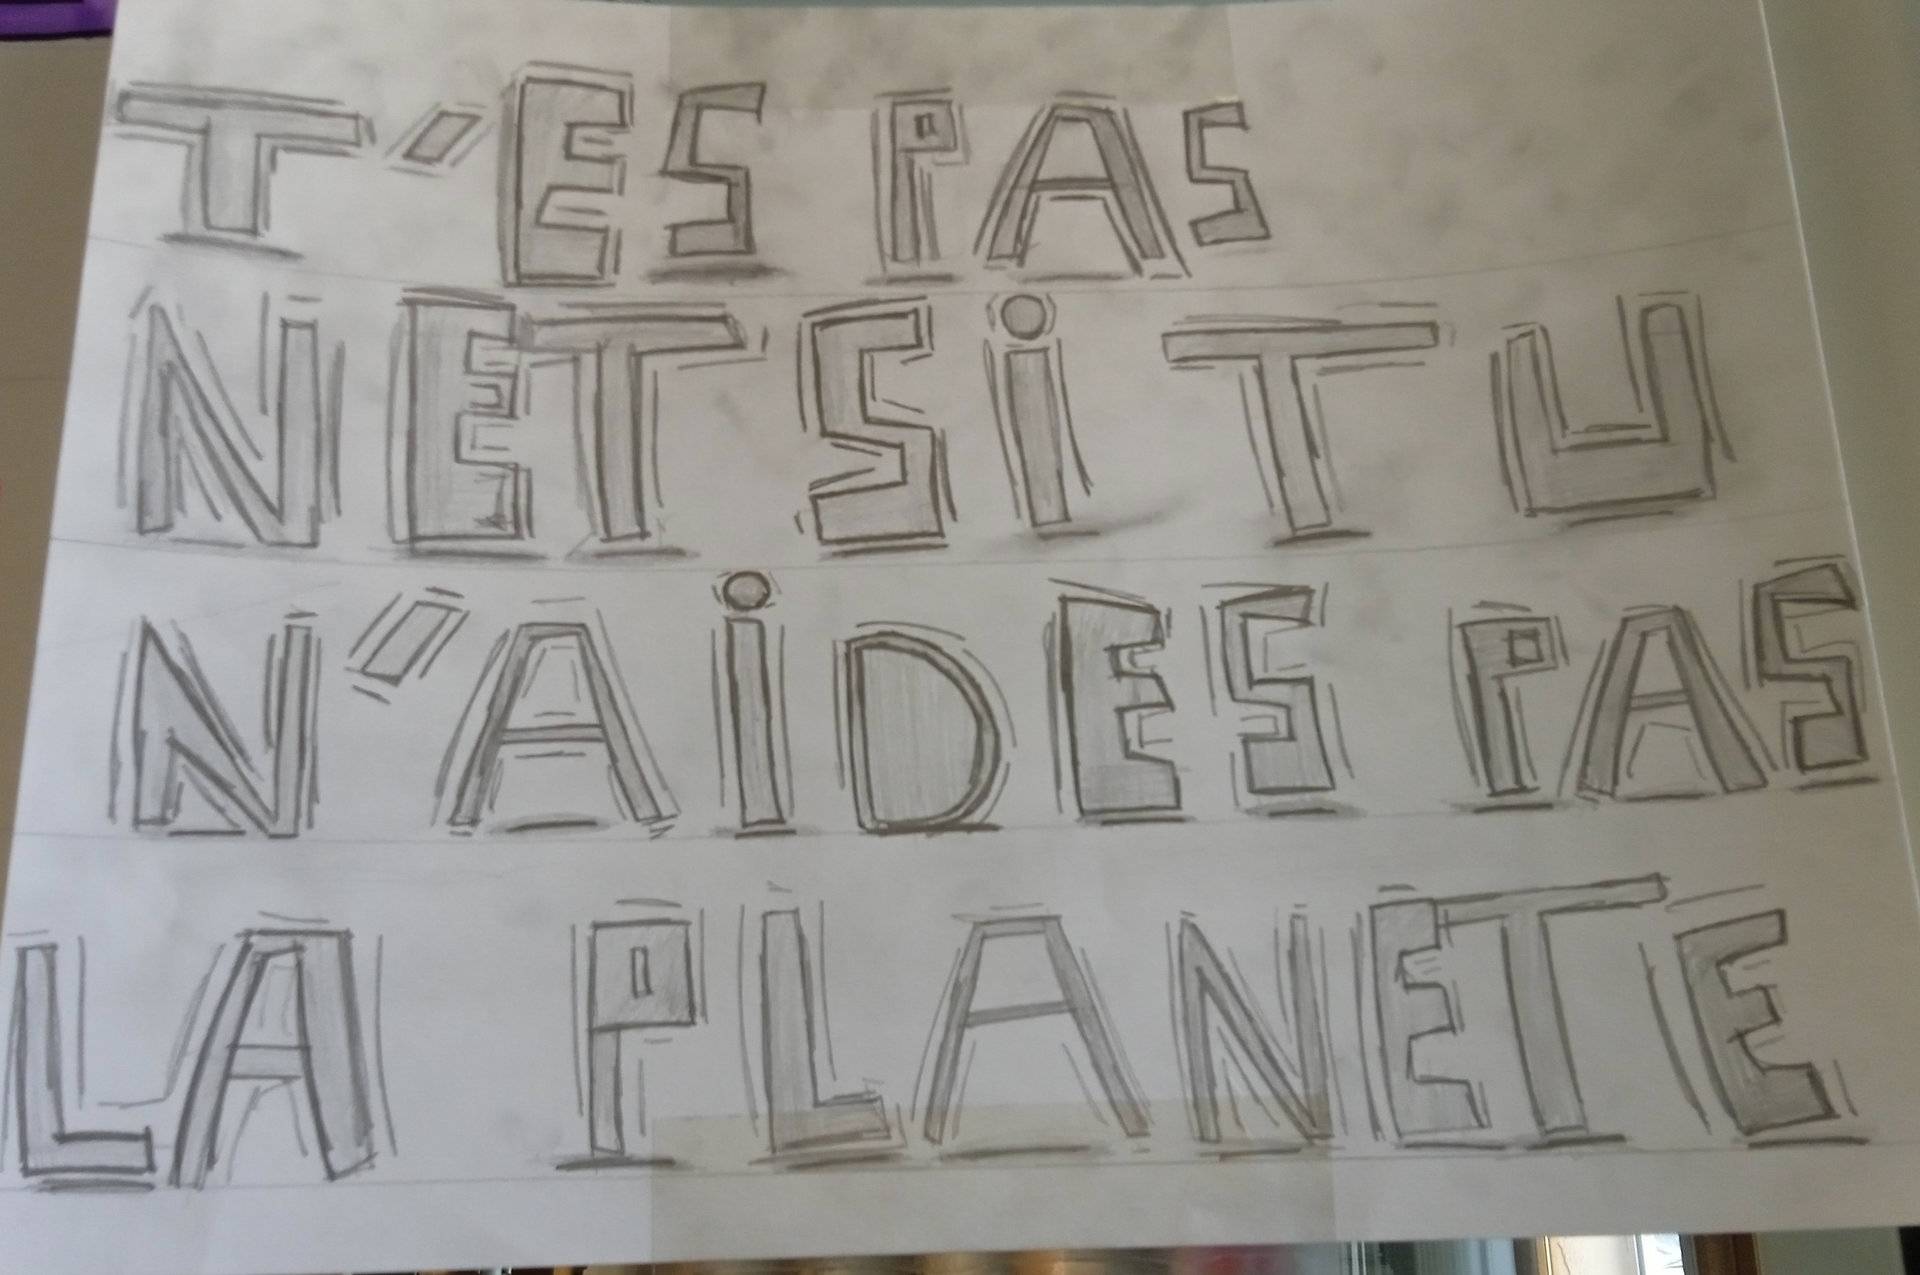 T'ES PAS
NET Si TU
N'AiDES PAS
LA PLANETE